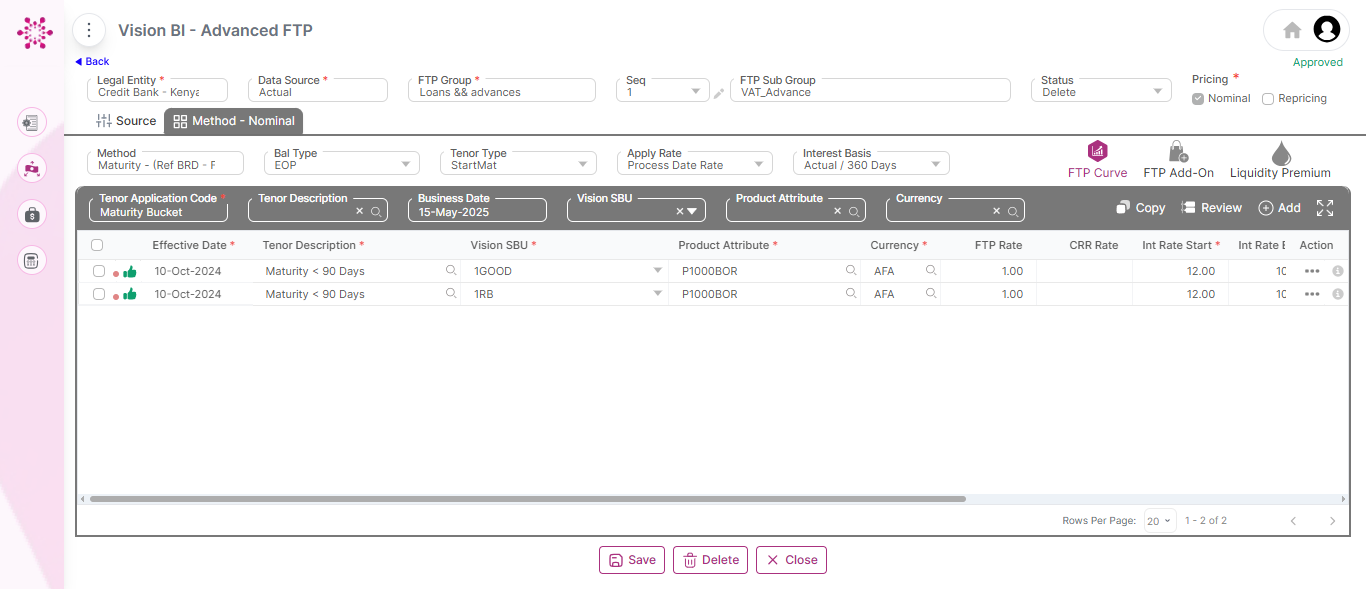 Vision BI - Advanced FTP
Back
Approved
Legal Entity *
Credit Bank - Kenya
Data Source *
Actual
FTP Group *
Loans && advances
Seq
1
FTP Sub Group
VAT_Advance
Status
Delete
Pricing *
Nominal
Repricing
Source
Method - Nominal
Method
Maturity - (Ref BRD - F
Bal Type
EOP
Tenor Type
StartMat
Apply Rate
Process Date Rate
Interest Basis
Actual / 360 Days
FTP Curve
FTP Add-On
Liquidity Premium
Tenor Application Code *
Maturity Bucket
Tenor Description
Business Date
15-May-2025
Vision SBU
Product Attribute
Currency
Copy
Review
Add
Effective Date * Tenor Description * Vision SBU * Product Attribute * Currency * FTP Rate CRR Rate Int Rate Start * Int Rate E Action
10-Oct-2024 Maturity < 90 Days 1GOOD P1000BOR AFA 1.00 12.00 10
10-Oct-2024 Maturity < 90 Days 1RB P1000BOR AFA 1.00 12.00 10
Rows Per Page: 20 1 - 2 of 2
Save
Delete
Close